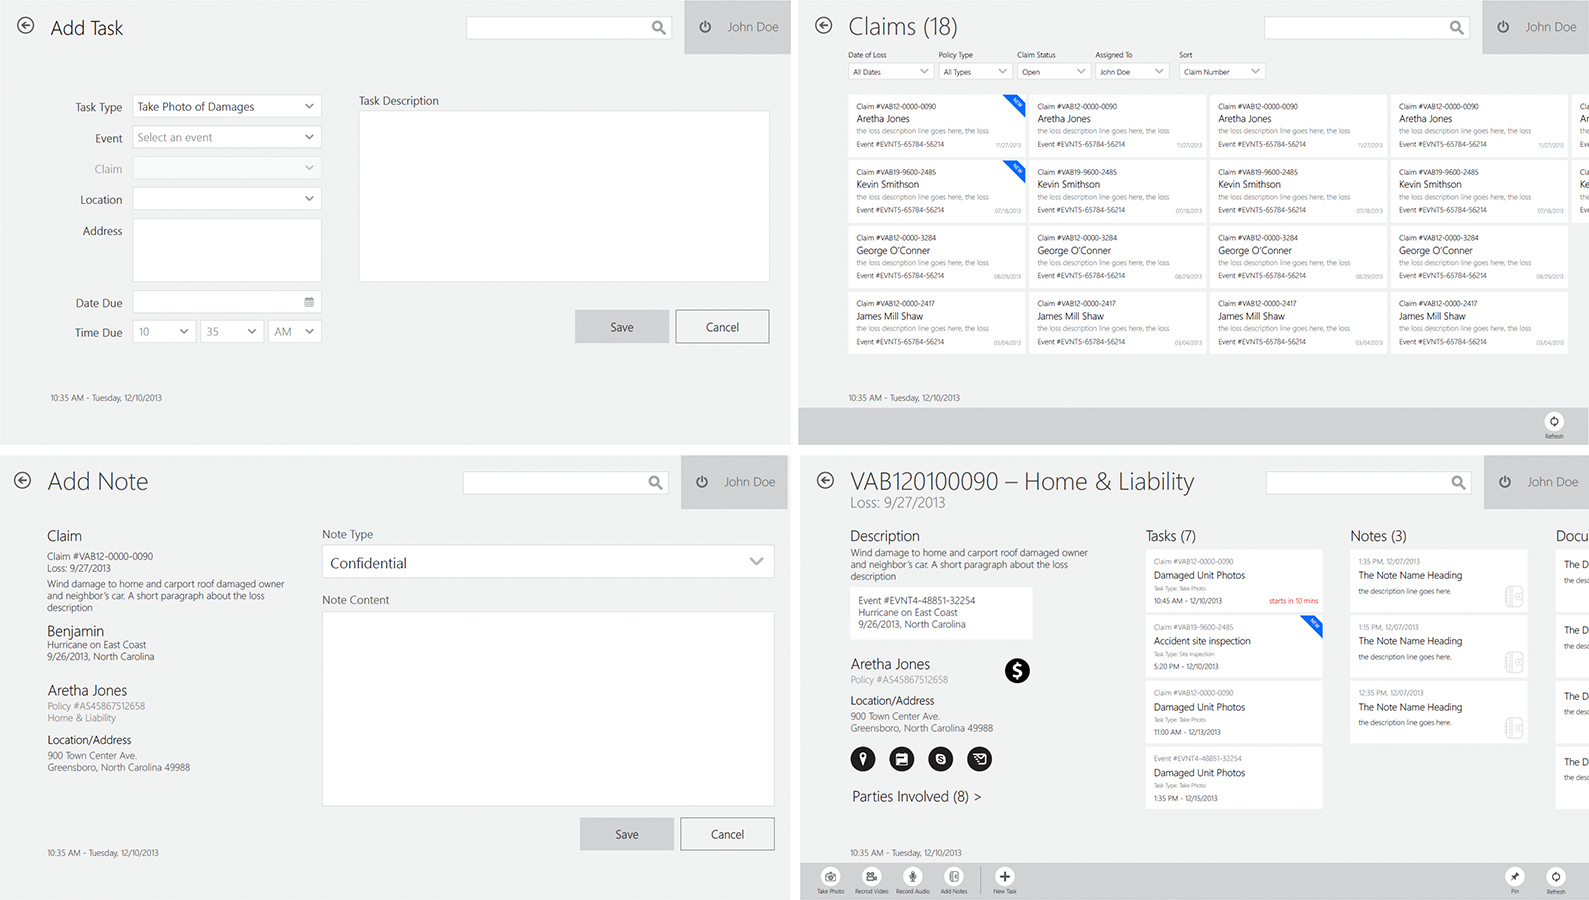 Add Task
John Doe
Task Type
Take Photo of Damages
Event
Select an event
Claim
Location
Address
Date Due
Time Due
10
35
AM
Task Description
Save
Cancel
10:35 AM - Tuesday, 12/10/2013
Claims (18)
John Doe
Date of Loss
Policy Type
Claim Status
Assigned To
Sort
All Dates
All Types
Open
John Doe
Claim Number
Claim #VAB12-0000-0090
Aretha Jones
the loss description line goes here, the loss
Event #EVNT5-65784-56214
11/27/2013
NEW
Claim #VAB12-0000-0090
Aretha Jones
the loss description line goes here, the loss
Event #EVNT5-65784-56214
11/27/2013
Claim #VAB12-0000-0090
Aretha Jones
the loss description line goes here, the loss
Event #EVNT5-65784-56214
11/27/2013
Claim #VAB12-0000-0090
Aretha Jones
the loss description line goes here, the loss
Event #EVNT5-65784-56214
11/27/2013
Cla
Ar
the
Eve
Claim #VAB19-9600-2485
Kevin Smithson
the loss description line goes here, the loss
Event #EVNT5-65784-56214
07/18/2013
NEW
Claim #VAB19-9600-2485
Kevin Smithson
the loss description line goes here, the loss
Event #EVNT5-65784-56214
07/18/2013
Claim #VAB19-9600-2485
Kevin Smithson
the loss description line goes here, the loss
Event #EVNT5-65784-56214
07/18/2013
Claim #VAB19-9600-2485
Kevin Smithson
the loss description line goes here, the loss
Event #EVNT5-65784-56214
07/18/2013
Cla
Ke
the
Eve
Claim #VAB12-0000-3284
George O'Conner
the loss description line goes here, the loss
Event #EVNT5-65784-56214
08/29/2013
Claim #VAB12-0000-3284
George O'Conner
the loss description line goes here, the loss
Event #EVNT5-65784-56214
08/29/2013
Claim #VAB12-0000-3284
George O'Conner
the loss description line goes here, the loss
Event #EVNT5-65784-56214
08/29/2013
Claim #VAB12-0000-3284
George O'Conner
the loss description line goes here, the loss
Event #EVNT5-65784-56214
08/29/2013
Claim #VAB12-0000-2417
James Mill Shaw
the loss description line goes here, the loss
Event #EVNT5-65784-56214
03/04/2013
Claim #VAB12-0000-2417
James Mill Shaw
the loss description line goes here, the loss
Event #EVNT5-65784-56214
03/04/2013
Claim #VAB12-0000-2417
James Mill Shaw
the loss description line goes here, the loss
Event #EVNT5-65784-56214
03/04/2013
Claim #VAB12-0000-2417
James Mill Shaw
the loss description line goes here, the loss
Event #EVNT5-65784-56214
03/04/2013
10:35 AM - Tuesday, 12/10/2013
Refresh
Add Note
John Doe
Claim
Claim #VAB12-0000-0090
Loss: 9/27/2013
Wind damage to home and carport roof damaged owner
and neighbor's car. A short paragraph about the loss
description
Benjamin
Hurricane on East Coast
9/26/2013, North Carolina
Aretha Jones
Policy #AS45867512658
Home & Liability
Location/Address
900 Town Center Ave.
Greensboro, North Carolina 49988
Note Type
Confidential
Note Content
Save
Cancel
10:35 AM - Tuesday, 12/10/2013
VAB120100090 – Home & Liability
Loss: 9/27/2013
John Doe
Description
Wind damage to home and carport roof damaged owner
and neighbor's car. A short paragraph about the loss
description
Event #EVNT4-48851-32254
Hurricane on East Coast
9/26/2013, North Carolina
Aretha Jones
Policy #AS45867512658
$
Location/Address
900 Town Center Ave.
Greensboro, North Carolina 49988
Parties Involved (8) >
Tasks (7)
Claim #VAB12-0000-0090
Damaged Unit Photos
Task Type: Take Photo
10:45 AM - 12/10/2013
starts in 10 mins
Claim #VAB19-9600-2485
Accident site inspection
Task Type: Site Inspection
5:20 PM - 12/10/2013
NEW
Claim #VAB12-0000-0090
Damaged Unit Photos
Task Type: Take Photo
11:00 AM - 12/13/2013
Event #EVNT4-48851-32254
Damaged Unit Photos
Task Type: Take Photo
1:35 PM - 12/15/2013
Notes (3)
1:35 PM, 12/07/2013
The Note Name Heading
the description line goes here.
1:15 PM, 12/07/2013
The Note Name Heading
the description line goes here.
12:35 PM, 12/07/2013
The Note Name Heading
the description line goes here.
Docu
The D
the desc
The D
the desc
The D
the desc
The D
the desc
10:35 AM - Tuesday, 12/10/2013
Take Photo
Recrod Video
Record Audio
Add Notes
New Task
Pin
Refresh